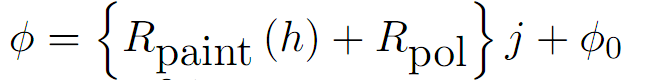 ϕ = {R_paint (h) + R_pol} j + ϕ_0